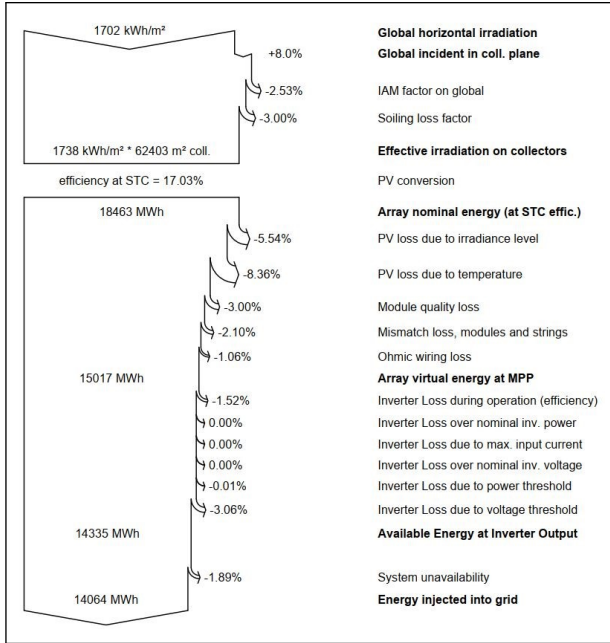 1702 kWh/m² Global horizontal irradiation
+8.0% Global incident in coll. plane
-2.53% IAM factor on global
-3.00% Soiling loss factor
1738 kWh/m² * 62403 m² coll. Effective irradiation on collectors
efficiency at STC = 17.03% PV conversion
18463 MWh Array nominal energy (at STC effic.)
-5.54% PV loss due to irradiance level
-8.36% PV loss due to temperature
-3.00% Module quality loss
-2.10% Mismatch loss, modules and strings
-1.06% Ohmic wiring loss
15017 MWh Array virtual energy at MPP
-1.52% Inverter Loss during operation (efficiency)
0.00% Inverter Loss over nominal inv. power
0.00% Inverter Loss due to max. input current
0.00% Inverter Loss over nominal inv. voltage
-0.01% Inverter Loss due to power threshold
-3.06% Inverter Loss due to voltage threshold
14335 MWh Available Energy at Inverter Output
-1.89% System unavailability
14064 MWh Energy injected into grid